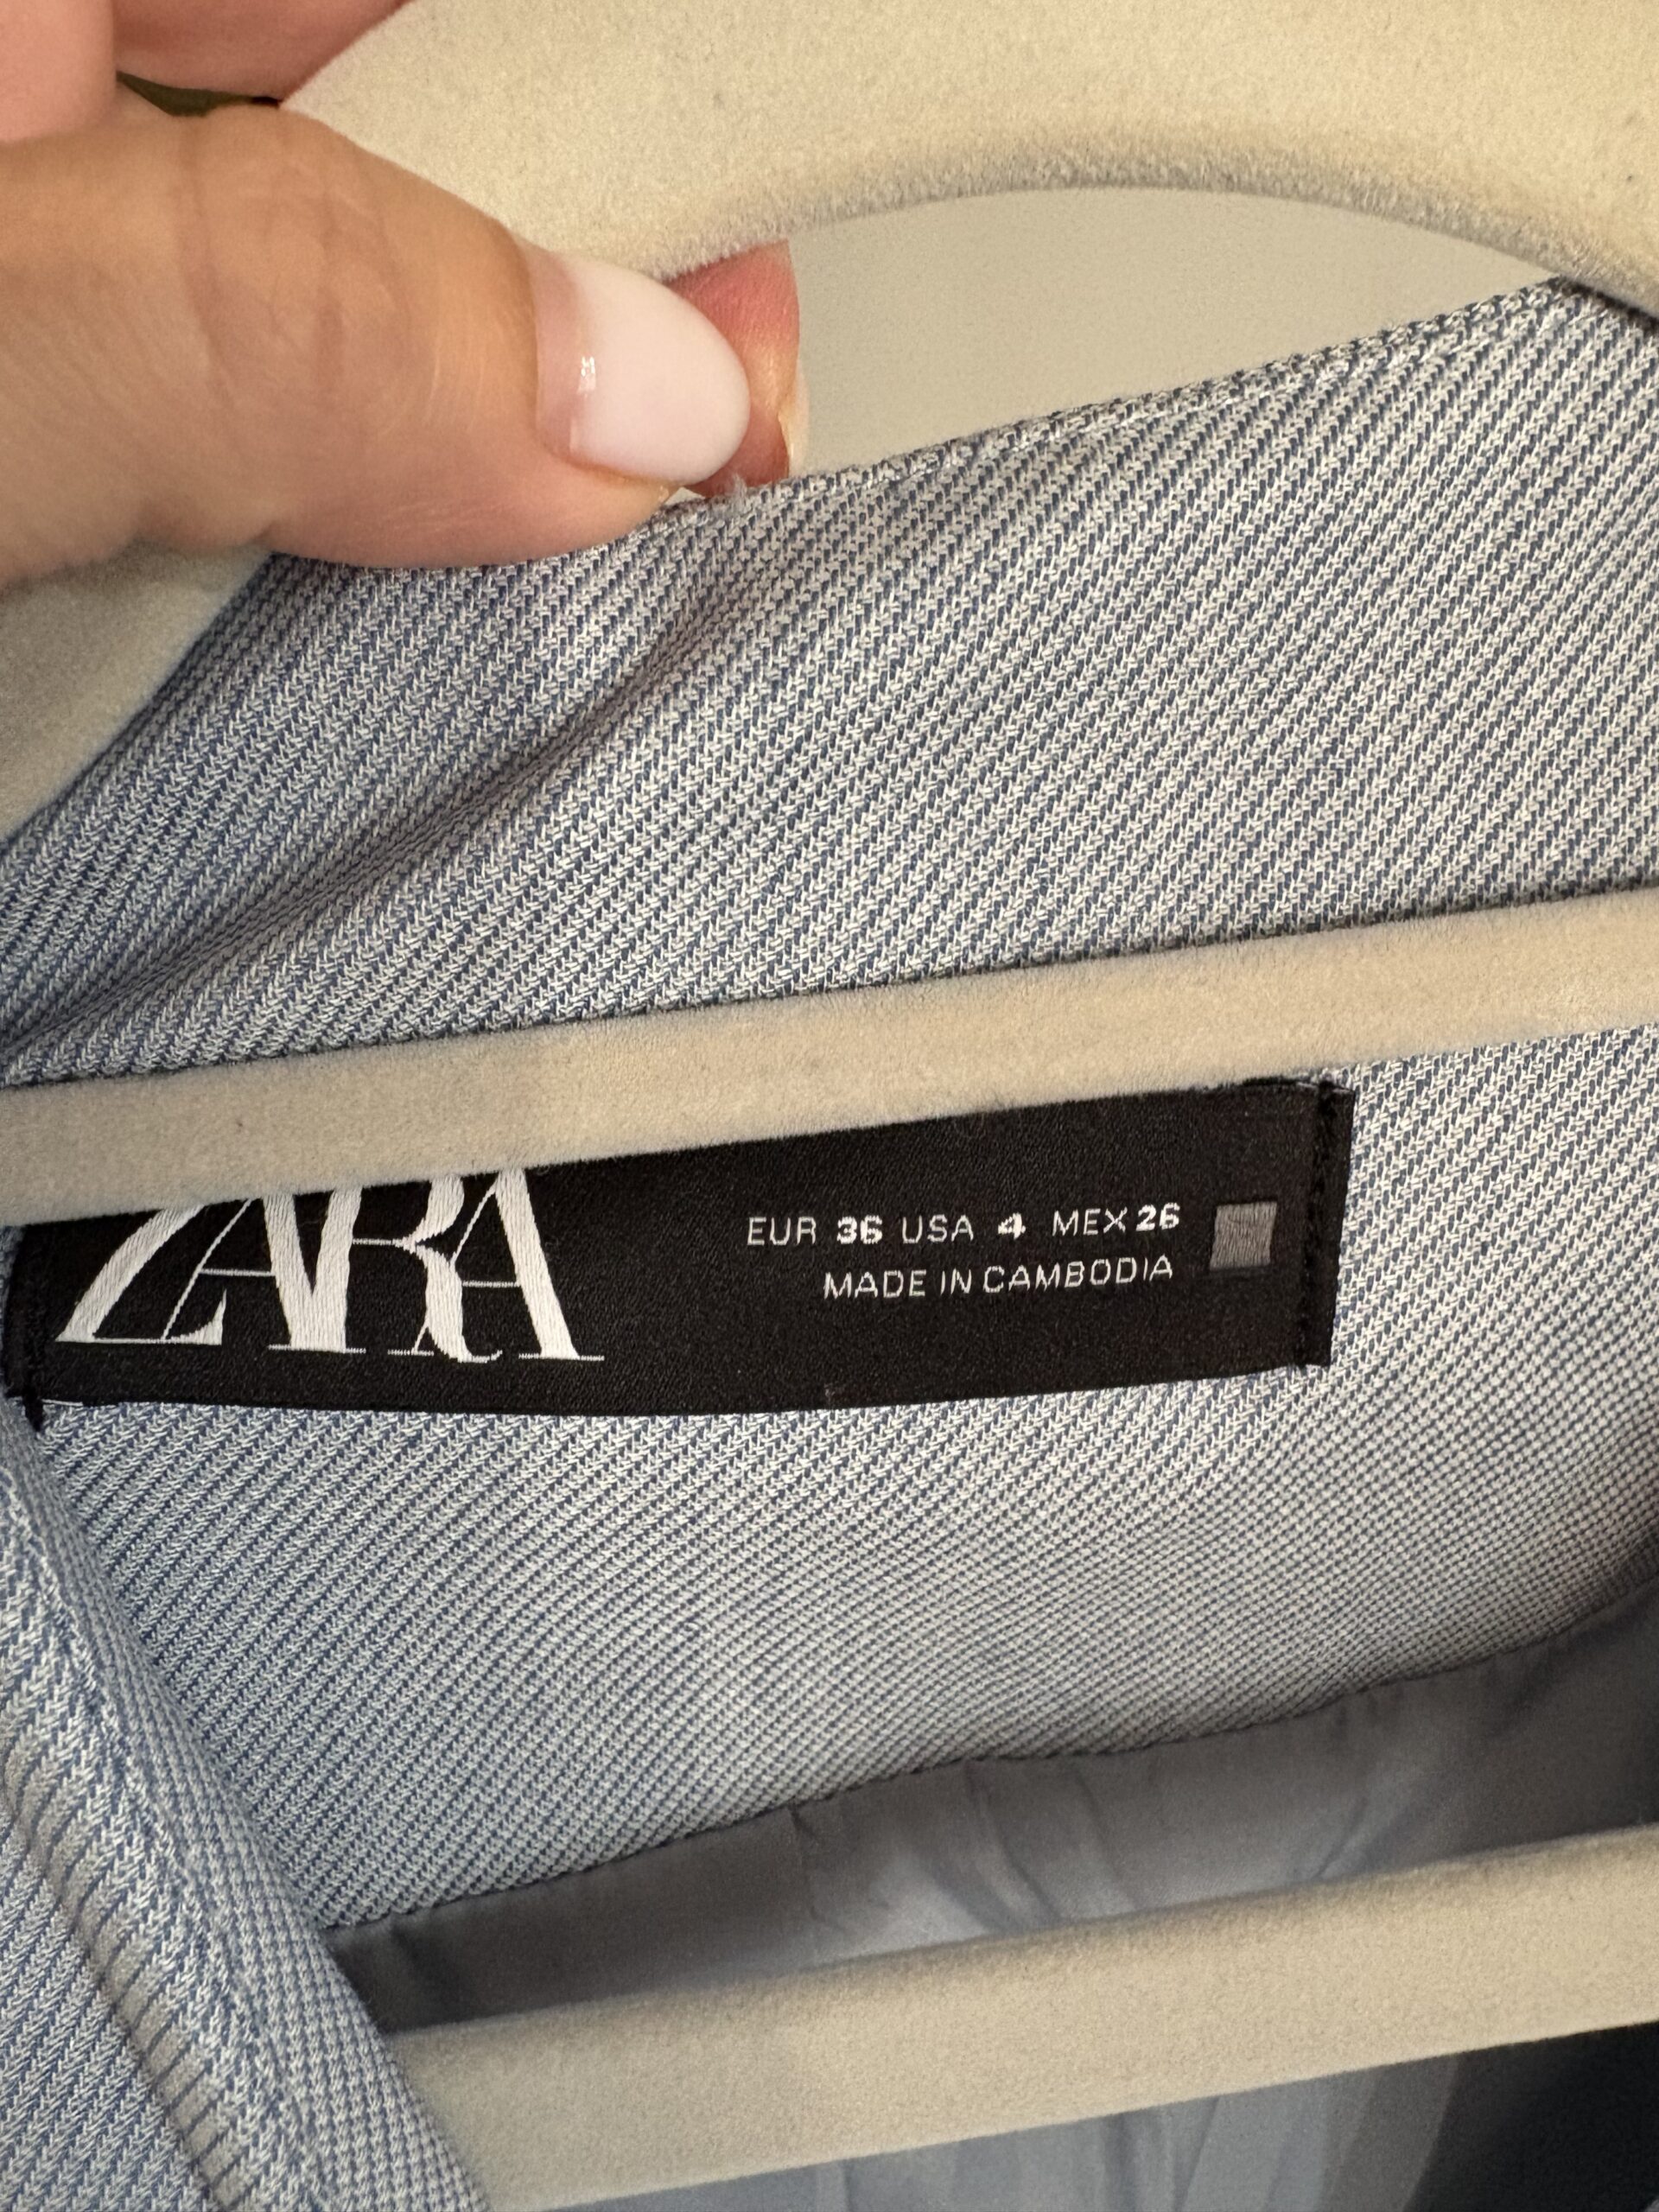 ZARA
EUR 36 USA 4 MEX 26
MADE IN CAMBODIA